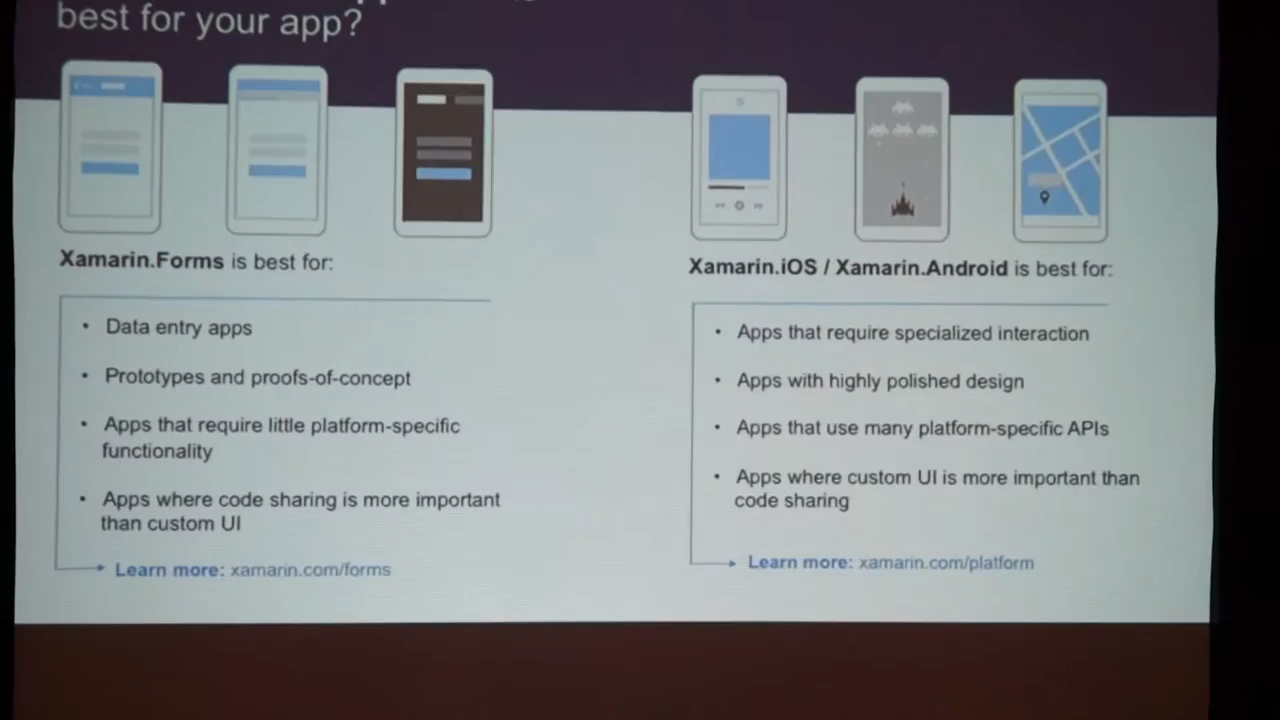 best for your app?
Xamarin.Forms is best for:
• Data entry apps
• Prototypes and proofs-of-concept
• Apps that require little platform-specific
functionality
• Apps where code sharing is more important
than custom UI
Learn more: xamarin.com/forms
Xamarin.iOS / Xamarin.Android is best for:
• Apps that require specialized interaction
• Apps with highly polished design
• Apps that use many platform-specific APIs
• Apps where custom UI is more important than
code sharing
Learn more: xamarin.com/platform